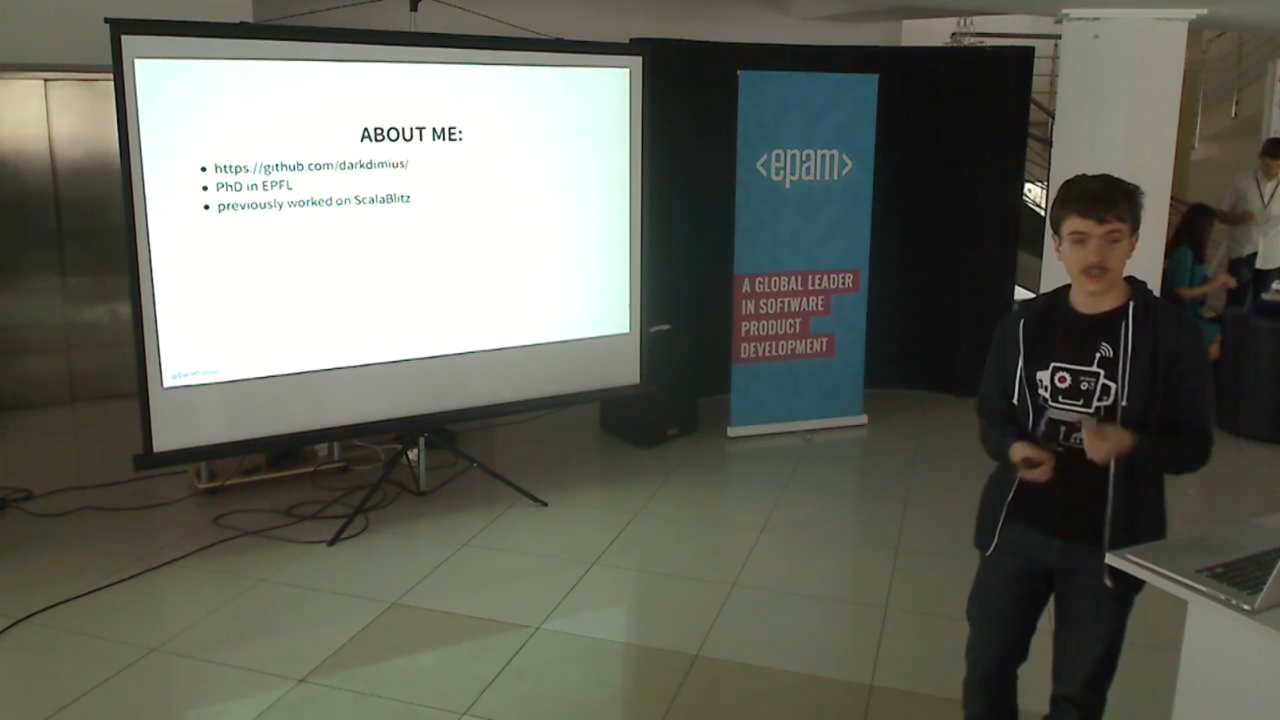 ABOUT ME:
https://github.com/darkdimius/
PhD in EPFL
previously worked on ScalaBlitz
@DarkDimius
<epam>
A GLOBAL LEADER
IN SOFTWARE
PRODUCT
DEVELOPMENT